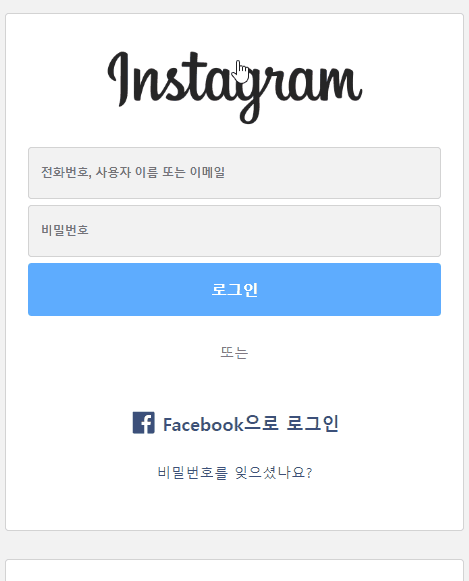 Instagram
전화번호, 사용자 이름 또는 이메일
비밀번호
로그인
또는
Facebook으로 로그인
비밀번호를 잊으셨나요?